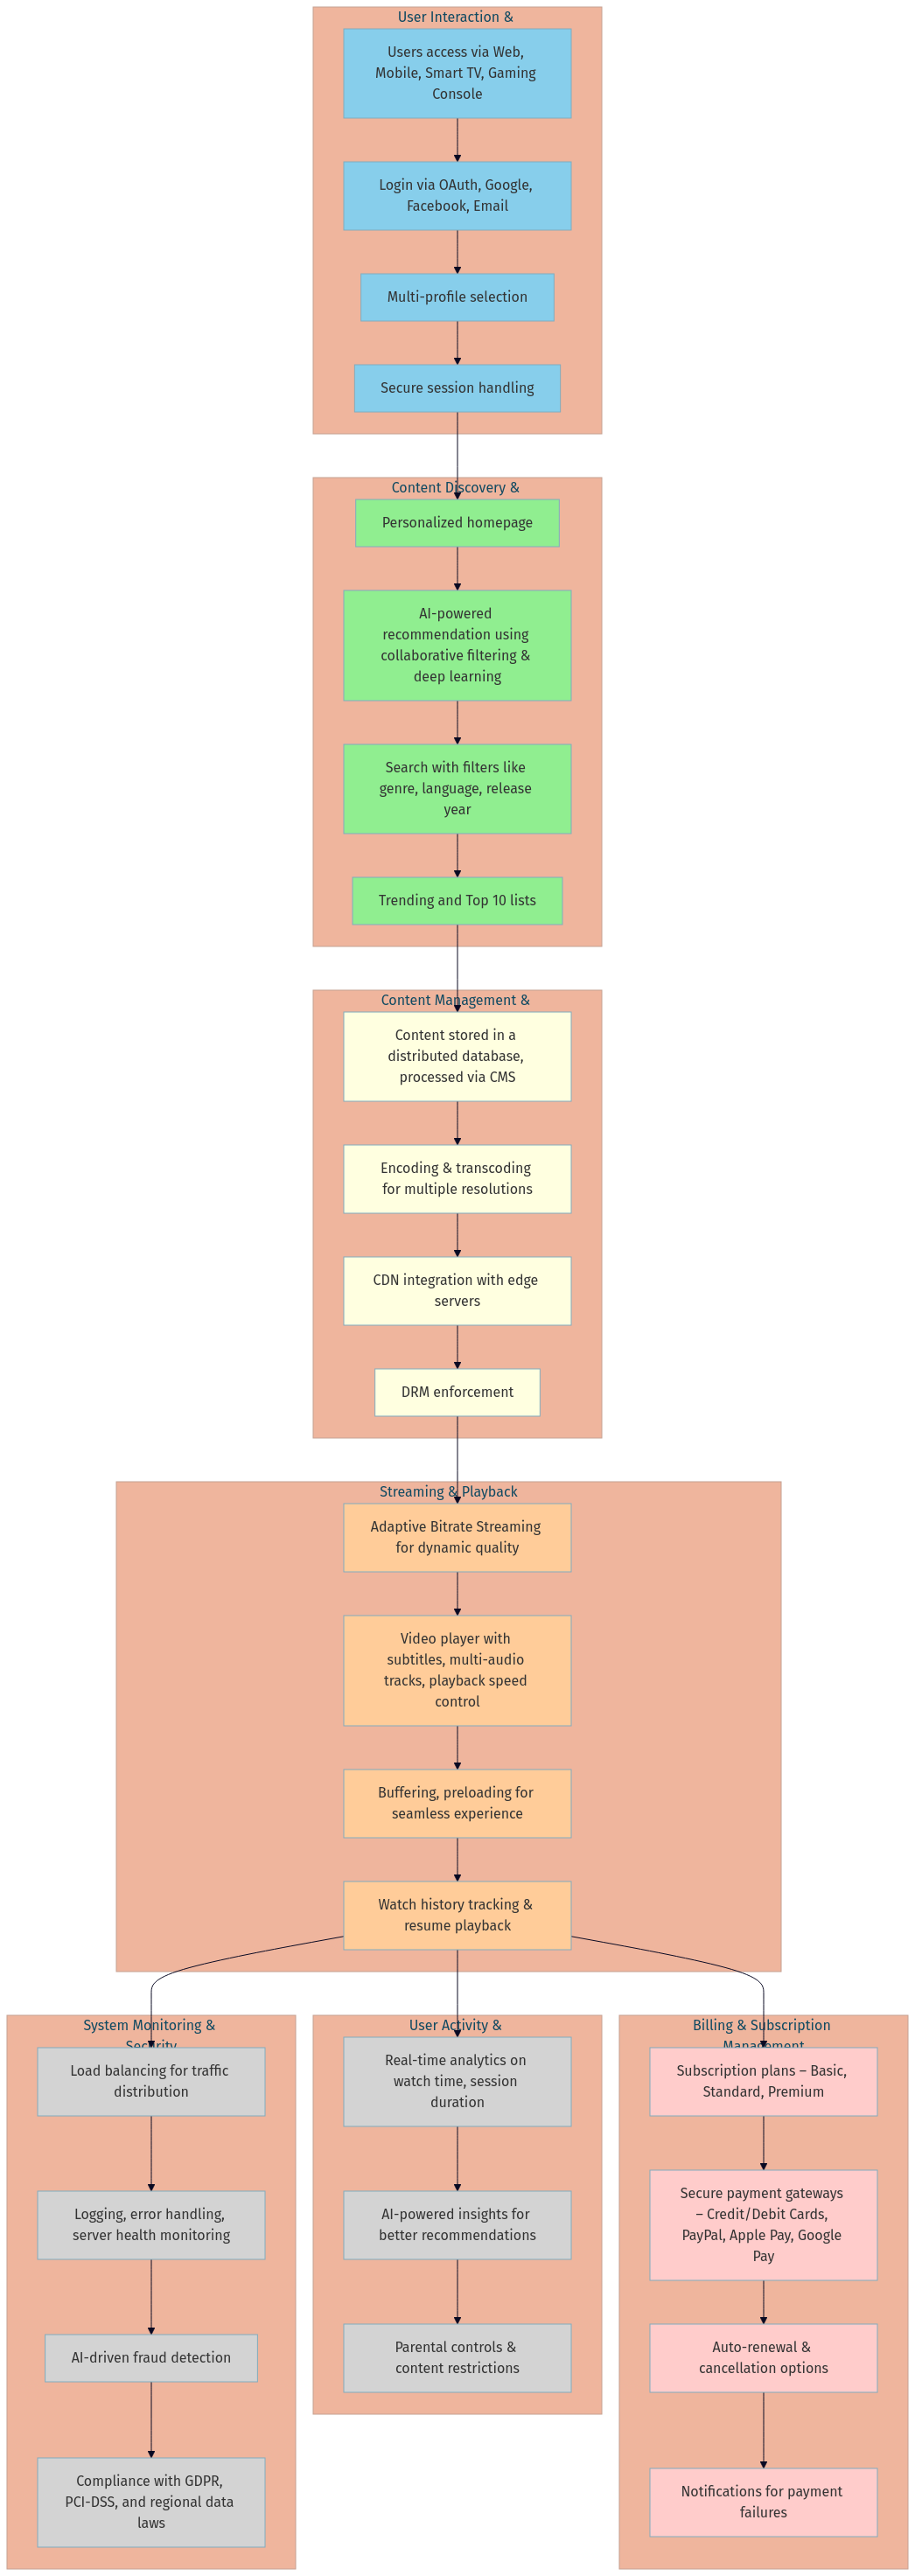 User Interaction &
Users access via Web,
Mobile, Smart TV, Gaming
Console
Login via OAuth, Google,
Facebook, Email
Multi-profile selection
Secure session handling
Content Discovery &
Personalized homepage
AI-powered
recommendation using
collaborative filtering &
deep learning
Search with filters like
genre, language, release
year
Trending and Top 10 lists
Content Management &
Content stored in a
distributed database,
processed via CMS
Encoding & transcoding
for multiple resolutions
CDN integration with edge
servers
DRM enforcement
Streaming & Playback
Adaptive Bitrate Streaming
for dynamic quality
Video player with
subtitles, multi-audio
tracks, playback speed
control
Buffering, preloading for
seamless experience
Watch history tracking &
resume playback
System Monitoring &
Security
Load balancing for traffic
distribution
Logging, error handling,
server health monitoring
AI-driven fraud detection
Compliance with GDPR,
PCI-DSS, and regional data
laws
User Activity &
Real-time analytics on
watch time, session
duration
AI-powered insights for
better recommendations
Parental controls &
content restrictions
Billing & Subscription
Management
Subscription plans – Basic,
Standard, Premium
Secure payment gateways
– Credit/Debit Cards,
PayPal, Apple Pay, Google
Pay
Auto-renewal &
cancellation options
Notifications for payment
failures